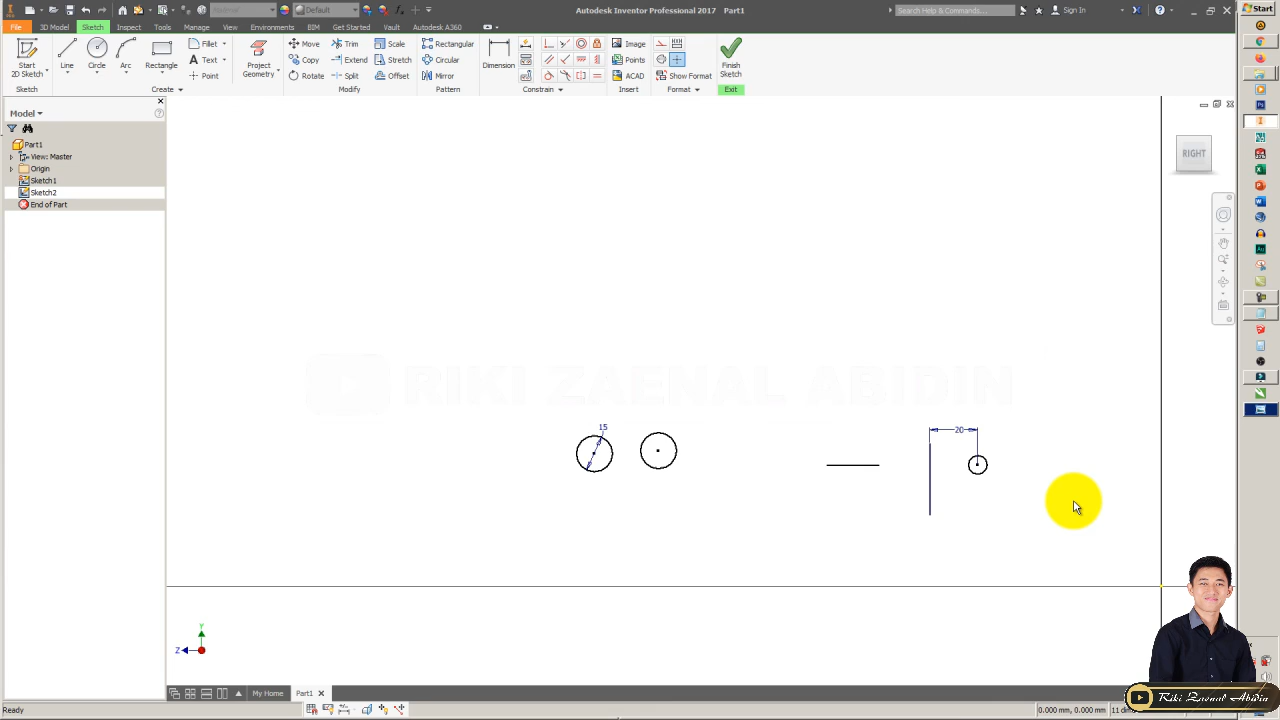 Autodesk Inventor Professional 2017 Part1
Search Help & Commands...
Sign In
Start
Default
File
3D Model
Sketch
Inspect
Tools
Manage
View
Environments
BIM
Get Started
Vault
Autodesk A360
Start
2D Sketch
Line
Circle
Arc
Rectangle
Fillet
Text
Point
Project
Geometry
Move
Copy
Rotate
Trim
Extend
Split
Scale
Stretch
Offset
Rectangular
Circular
Mirror
Dimension
Image
Points
ACAD
Show Format
Finish
Sketch
Sketch
Create
Modify
Pattern
Constrain
Insert
Format
Exit
Model
Part1
View: Master
Origin
Sketch1
Sketch2
End of Part
RIGHT
RIKI ZAENAL ABIDIN
15
20
Y
Z
My Home
Part1
Ready
0.000 mm, 0.000 mm
Riki Zaenal Abidin